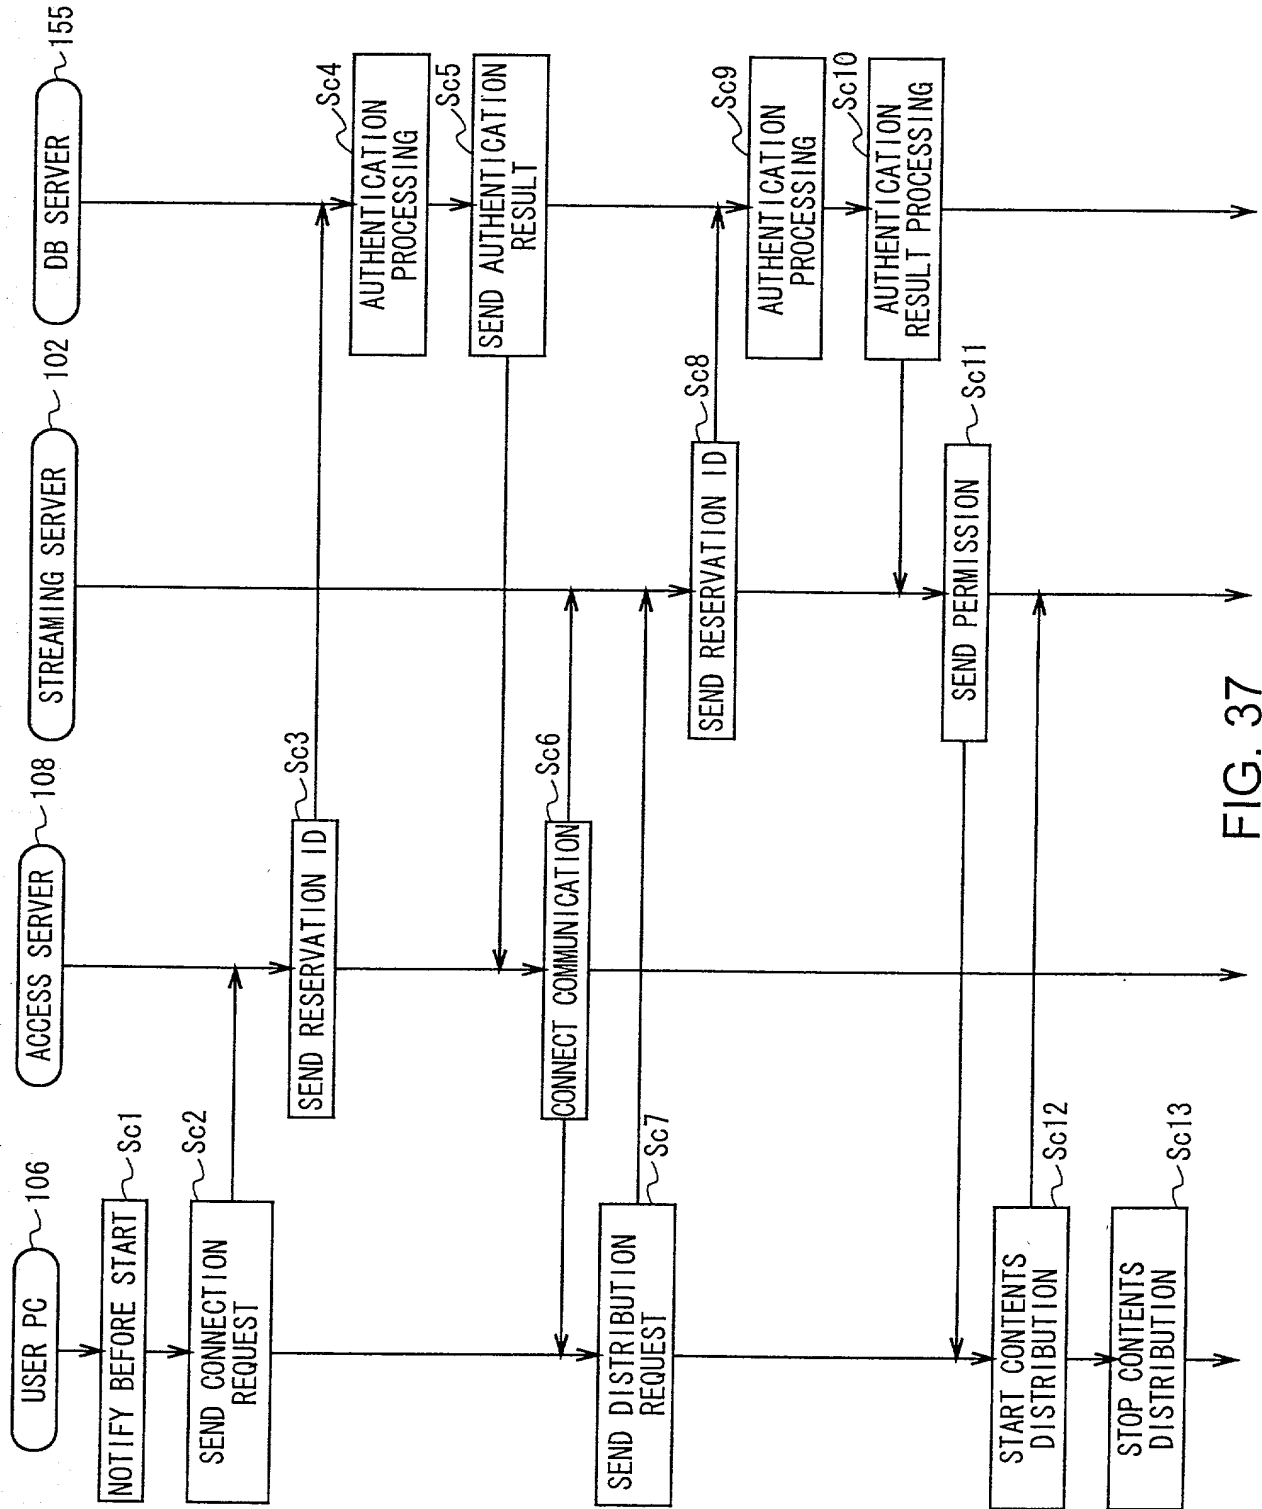 USER PC
106
ACCESS SERVER
108
STREAMING SERVER
102
DB SERVER
155
NOTIFY BEFORE START
Sc1
SEND CONNECTION
REQUEST
Sc2
SEND RESERVATION ID
Sc3
AUTHENTICATION
PROCESSING
Sc4
SEND AUTHENTICATION
RESULT
Sc5
CONNECT COMMUNICATION
Sc6
SEND DISTRIBUTION
REQUEST
Sc7
SEND RESERVATION ID
Sc8
AUTHENTICATION
PROCESSING
Sc9
AUTHENTICATION
RESULT PROCESSING
Sc10
SEND PERMISSION
Sc11
START CONTENTS
DISTRIBUTION
Sc12
STOP CONTENTS
DISTRIBUTION
Sc13
FIG. 37